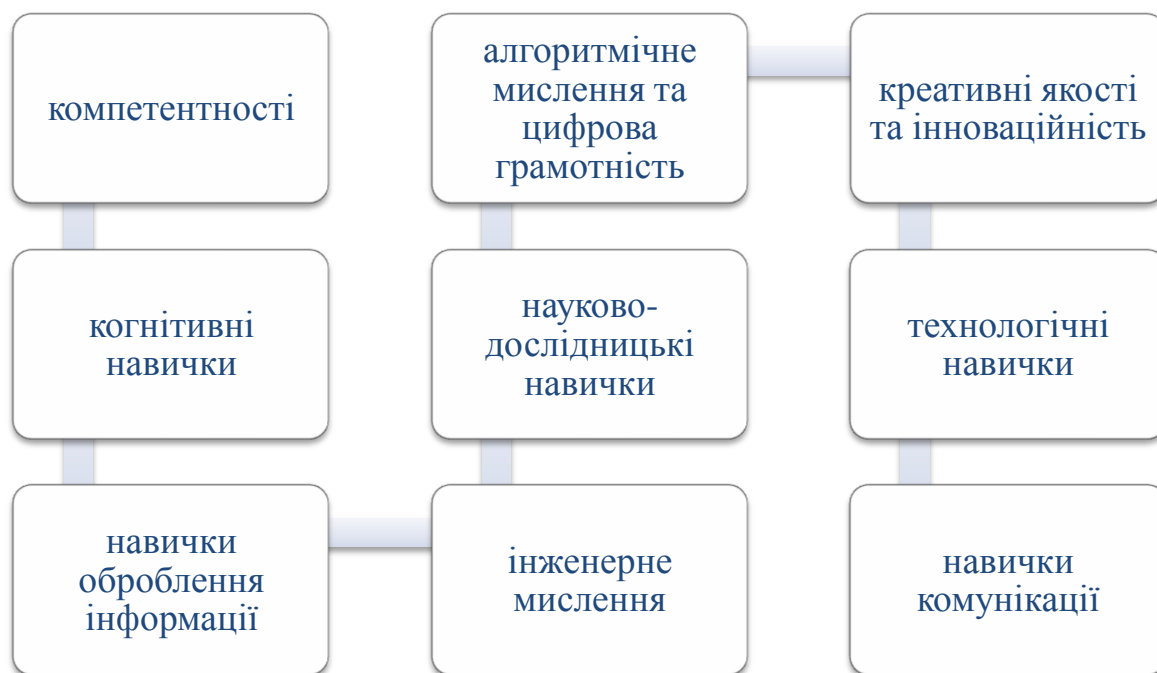 компетентності
когнітивні
навички
навички
оброблення
інформації
інженерне
мислення
науково-
дослідницькі
навички
алгоритмічне
мислення та
цифрова
грамотність
креативні якості
та інноваційність
технологічні
навички
навички
комунікації